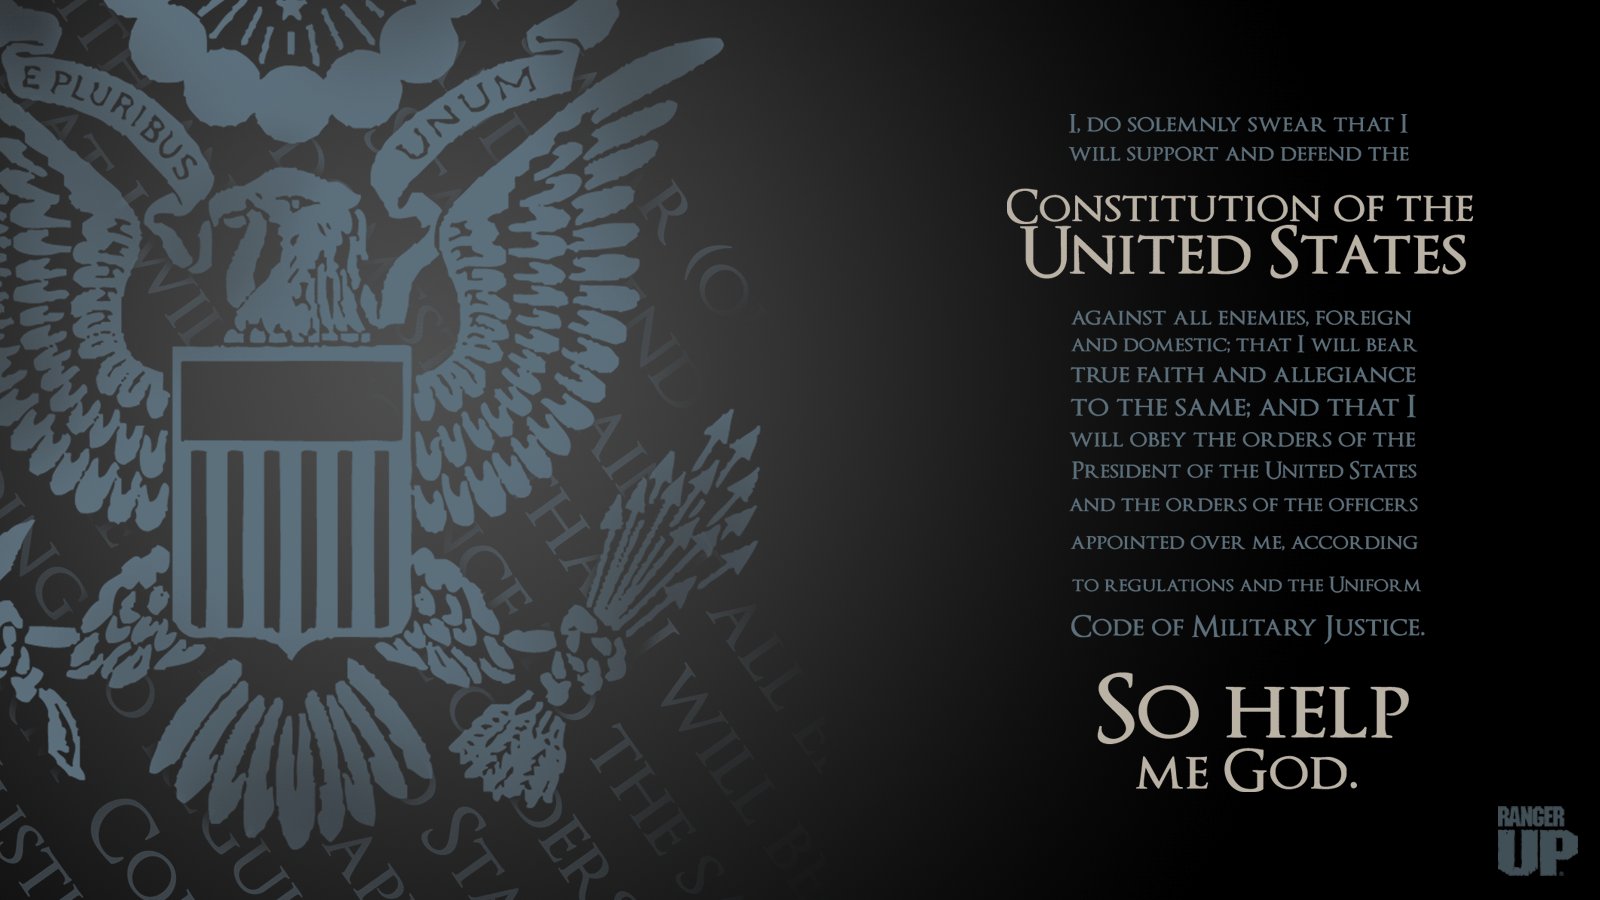 E PLURIBUS UNUM
I, DO SOLEMNLY SWEAR THAT I
WILL SUPPORT AND DEFEND THE
CONSTITUTION OF THE
UNITED STATES
AGAINST ALL ENEMIES, FOREIGN
AND DOMESTIC; THAT I WILL BEAR
TRUE FAITH AND ALLEGIANCE
TO THE SAME; AND THAT I
WILL OBEY THE ORDERS OF THE
PRESIDENT OF THE UNITED STATES
AND THE ORDERS OF THE OFFICERS
APPOINTED OVER ME, ACCORDING
TO REGULATIONS AND THE UNIFORM
CODE OF MILITARY JUSTICE.
SO HELP
ME GOD.
RANGER
UP